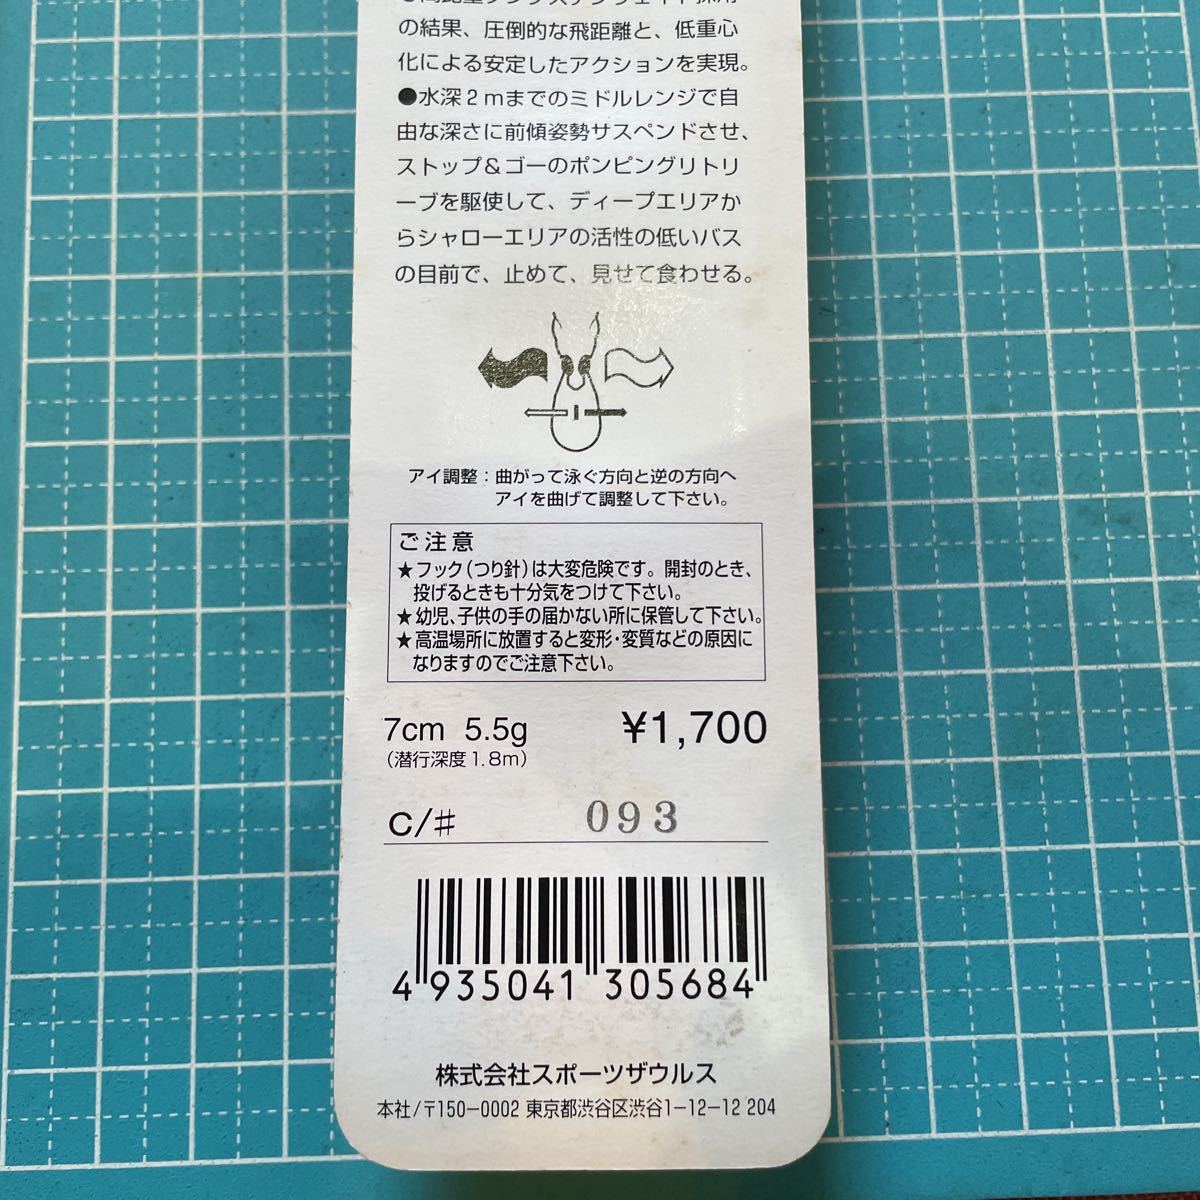 の結果、圧倒的な飛距離と、低重心
化による安定したアクションを実現。
●水深2mまでのミドルレンジで自
由な深さに前傾姿勢サスペンドさせ、
ストップ&ゴーのポンピングリトリ
ーブを駆使して、ディープエリアか
らシャローエリアの活性の低いバス
の目前で、止めて、見せて食わせる。
アイ調整：曲がって泳ぐ方向と逆の方向へ
アイを曲げて調整して下さい。
ご注意
★フック（つり針）は大変危険です。開封のとき、
投げるときも十分気をつけて下さい。
★幼児、子供の手の届かない所に保管して下さい。
★高温場所に放置すると変形・変質などの原因に
なりますのでご注意下さい。
7cm 5.5g ¥1,700
（潜行深度1.8m）
C/# 093
4 935041 305684
株式会社スポーツザウルス
本社/〒150-0002 東京都渋谷区渋谷1-12-12 204